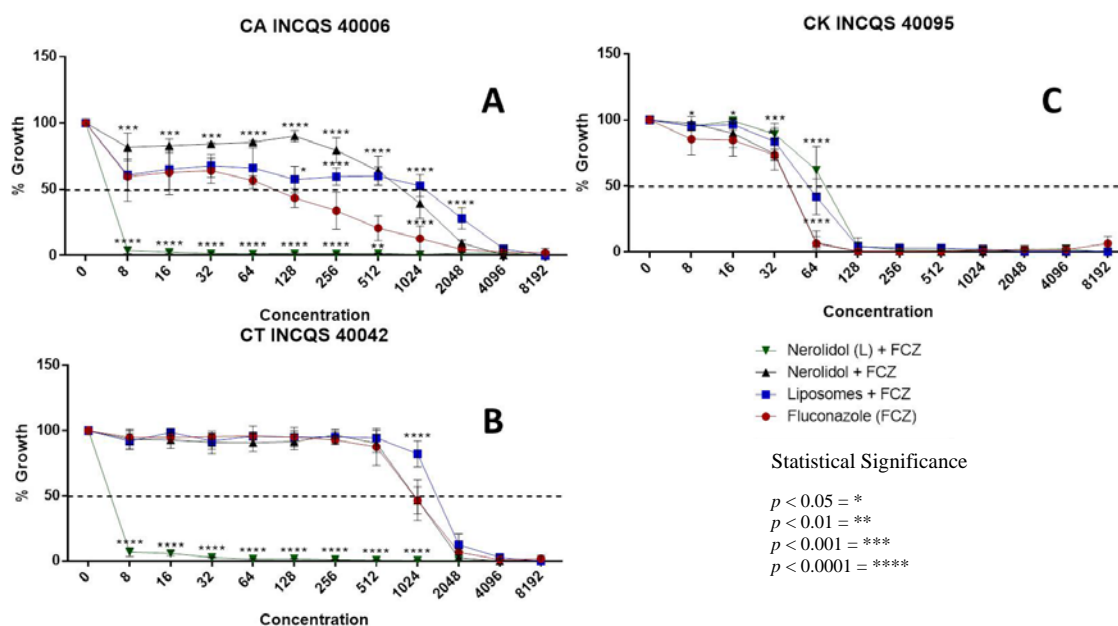 CA INCQS 40006
A
% Growth
150
100
50
0
*** *** *** **** **** **** **** ****
* **** ****
****
**** **** **** **** **** **** **
0 8 16 32 64 128 256 512 1024 2048 4096 8192
Concentration
CT INCQS 40042
B
% Growth
150
100
50
0
****
**** **** **** **** **** **** **** ****
0 8 16 32 64 128 256 512 1024 2048 4096 8192
Concentration
CK INCQS 40095
C
% Growth
150
100
50
0
* * *** ****
****
0 8 16 32 64 128 256 512 1024 2048 4096 8192
Concentration
Nerolidol (L) + FCZ
Nerolidol + FCZ
Liposomes + FCZ
Fluconazole (FCZ)
Statistical Significance
p < 0.05 = *
p < 0.01 = **
p < 0.001 = ***
p < 0.0001 = ****